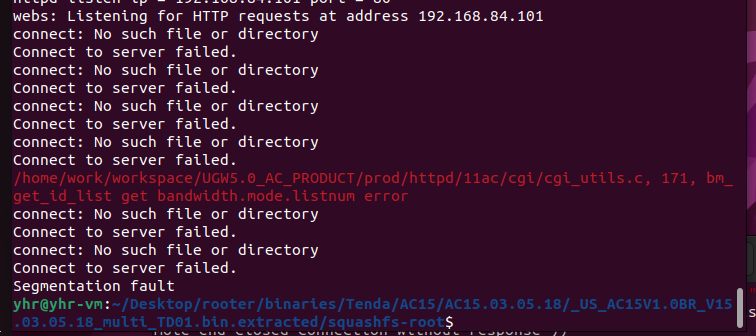 httpd listen ip = 192.168.84.101 port = 80
webs: Listening for HTTP requests at address 192.168.84.101
connect: No such file or directory
Connect to server failed.
connect: No such file or directory
Connect to server failed.
connect: No such file or directory
Connect to server failed.
connect: No such file or directory
Connect to server failed.
/home/work/workspace/UGW5.0_AC_PRODUCT/prod/httpd/11ac/cgi/cgi_utils.c, 171, bm_
get_id_list get bandwidth.mode.listnum error
connect: No such file or directory
Connect to server failed.
connect: No such file or directory
Connect to server failed.
Segmentation fault
yhr@yhr-vm:~/Desktop/rooter/binaries/Tenda/AC15/AC15.03.05.18/_US_AC15V1.0BR_V15
.03.05.18_multi_TD01.bin.extracted/squashfs-root$